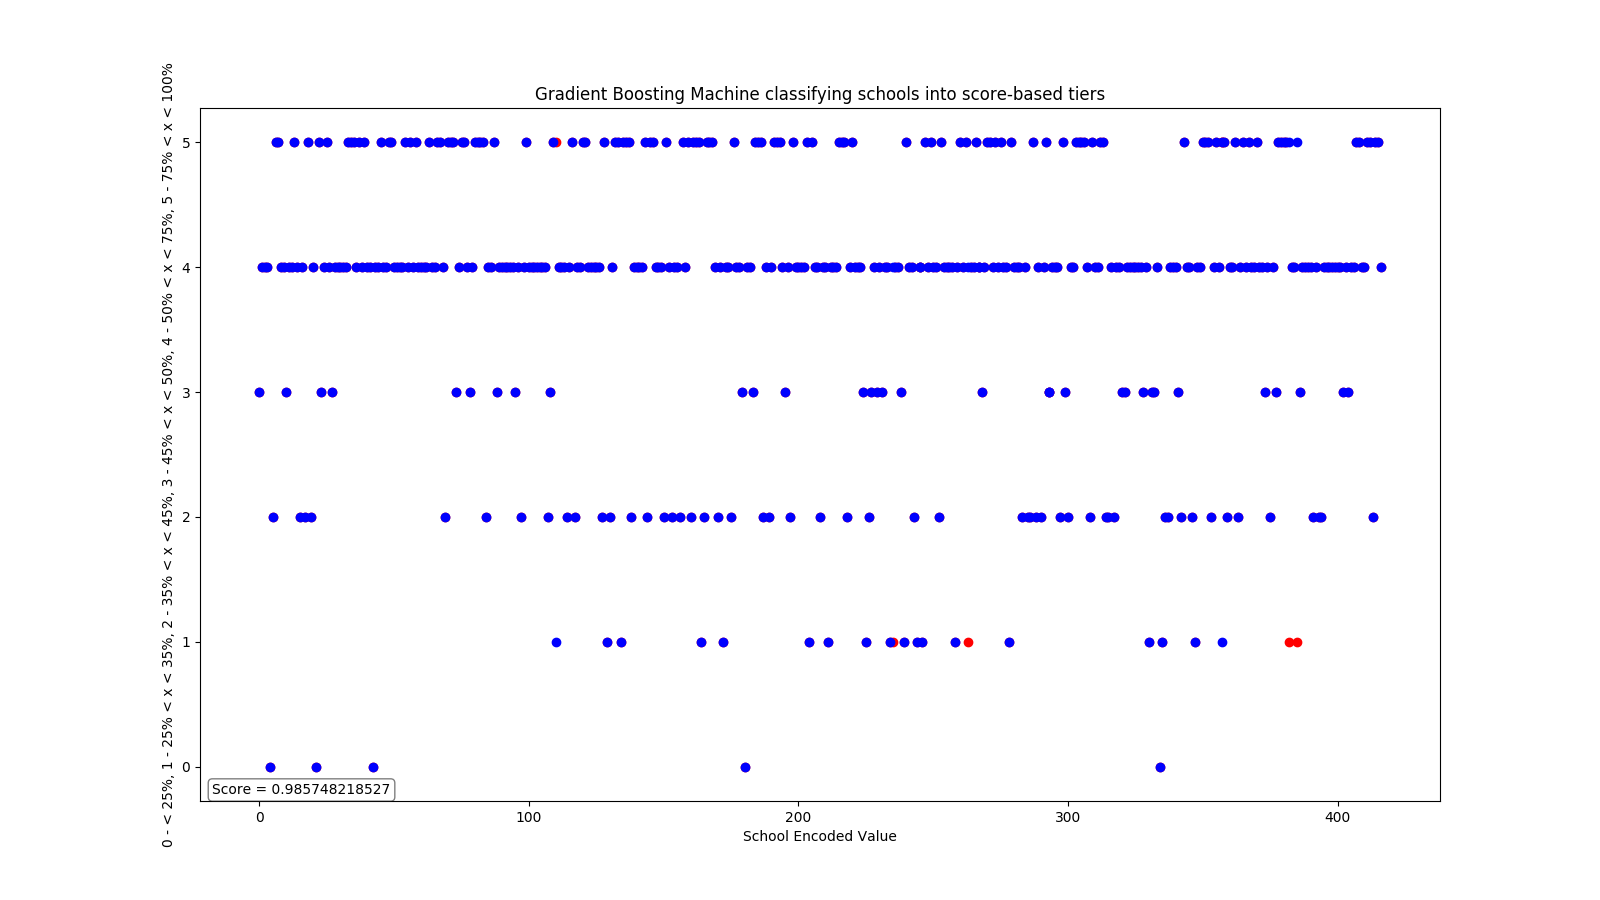 Gradient Boosting Machine classifying schools into score-based tiers
0 - < 25%, 1 - 25% < x < 35%, 2 - 35% < x < 45%, 3 - 45% < x < 50%, 4 - 50% < x < 75%, 5 - 75% < x < 100%
5
4
3
2
1
0
Score = 0.985748218527
0 100 200 300 400
School Encoded Value